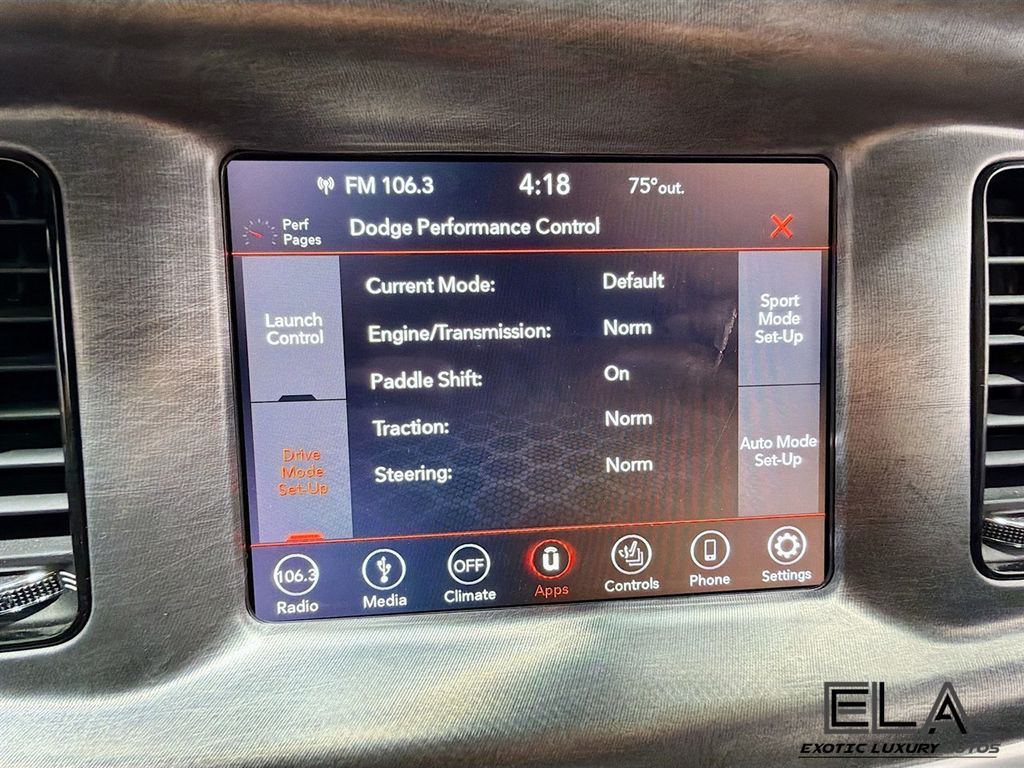 FM 106.3 4:18 75° out.
Perf
Pages
Dodge Performance Control
Launch
Control
Drive
Mode
Set-Up
Current Mode: Default
Engine/Transmission: Norm
Paddle Shift: On
Traction: Norm
Steering: Norm
Sport
Mode
Set-Up
Auto Mode
Set-Up
106.3 OFF
Radio Media Climate Apps Controls Phone Settings
ELA
EXOTIC LUXURY AUTOS